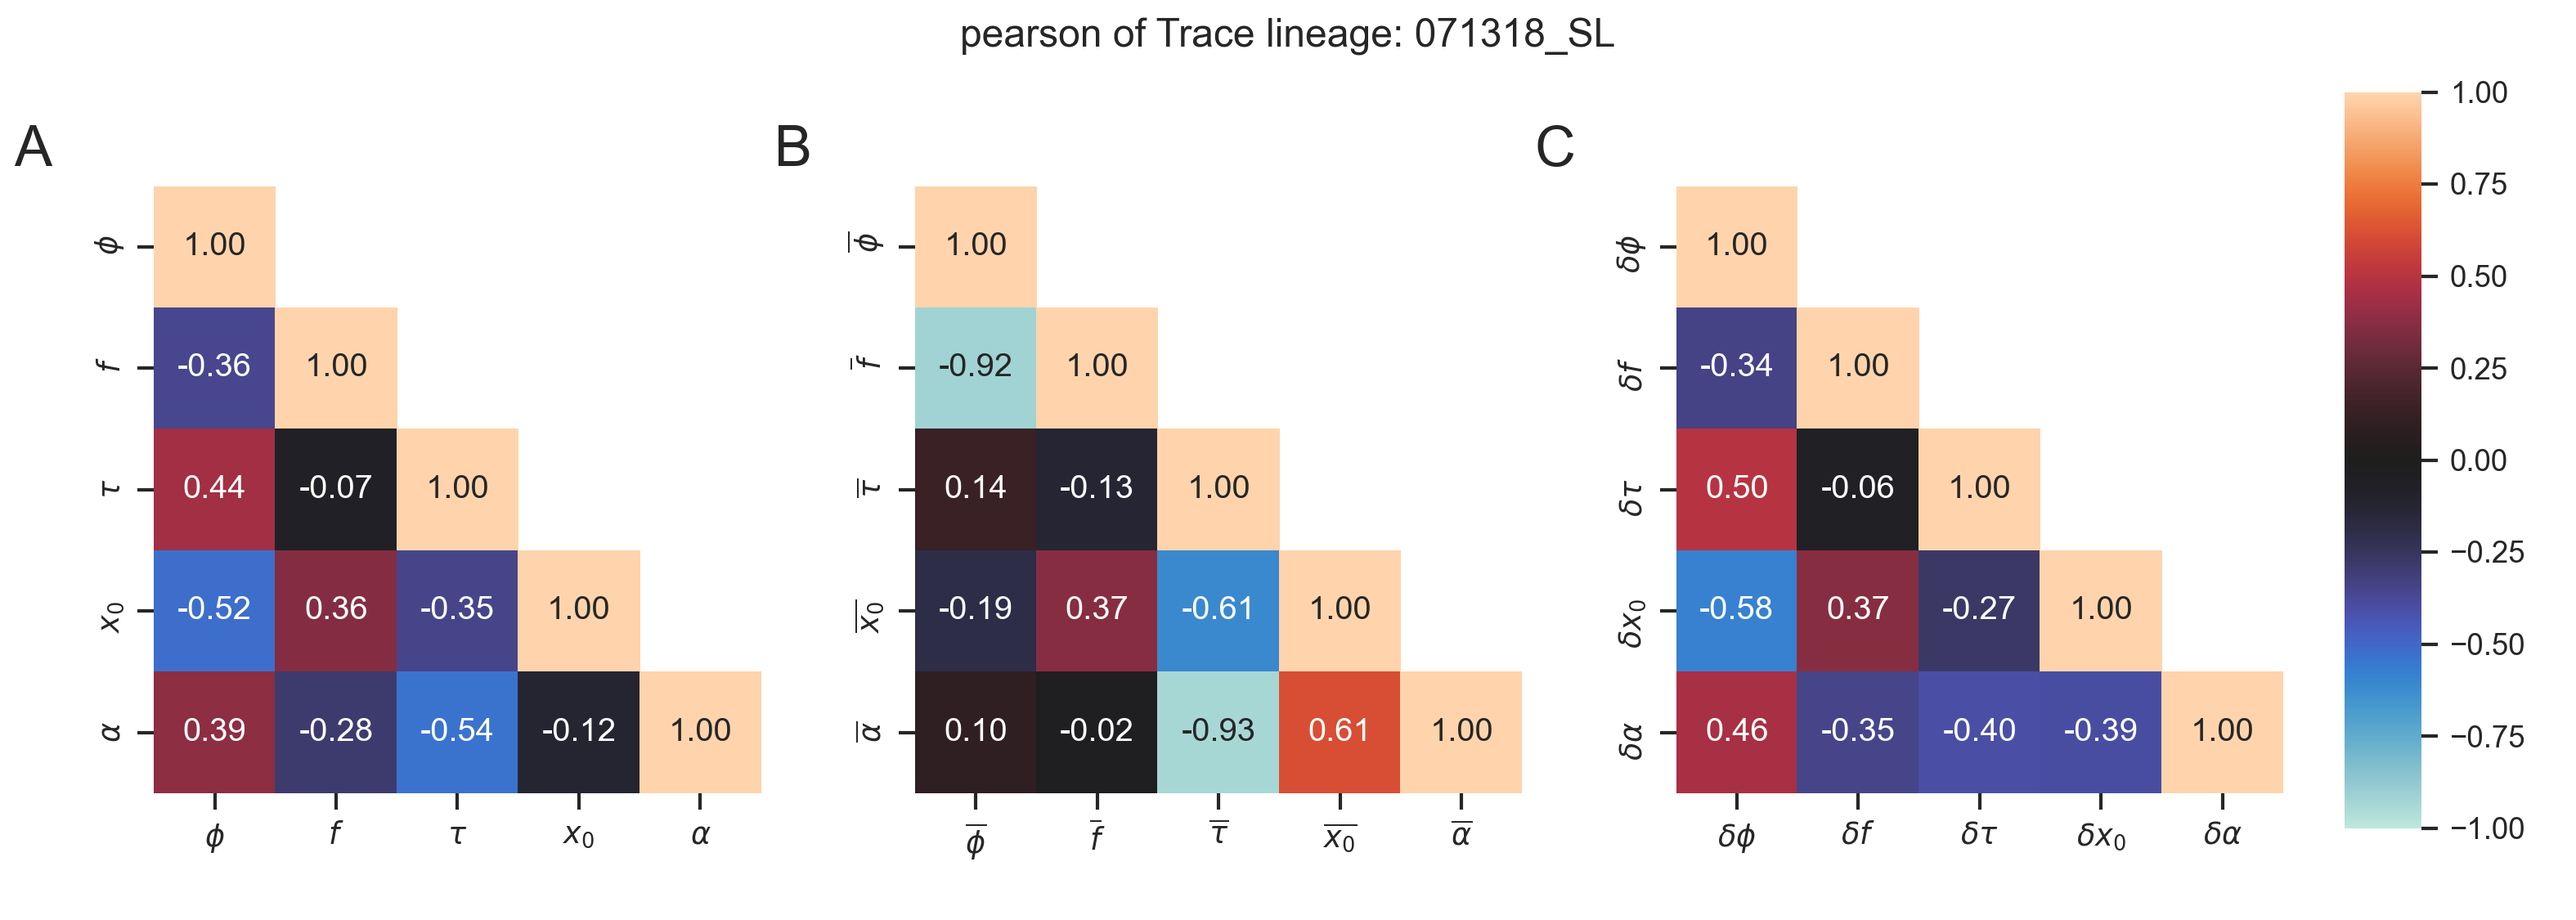 pearson of Trace lineage: 071318_SL
A
ϕ 1.00
f -0.36 1.00
τ 0.44 -0.07 1.00
x₀ -0.52 0.36 -0.35 1.00
α 0.39 -0.28 -0.54 -0.12 1.00
ϕ f τ x₀ α
B
ϕ̅ 1.00
f̅ -0.92 1.00
τ̅ 0.14 -0.13 1.00
x̅₀̅ -0.19 0.37 -0.61 1.00
α̅ 0.10 -0.02 -0.93 0.61 1.00
ϕ̅ f̅ τ̅ x̅₀̅ α̅
C
δϕ 1.00
δf -0.34 1.00
δτ 0.50 -0.06 1.00
δx₀ -0.58 0.37 -0.27 1.00
δα 0.46 -0.35 -0.40 -0.39 1.00
δϕ δf δτ δx₀ δα
1.00
0.75
0.50
0.25
0.00
−0.25
−0.50
−0.75
−1.00